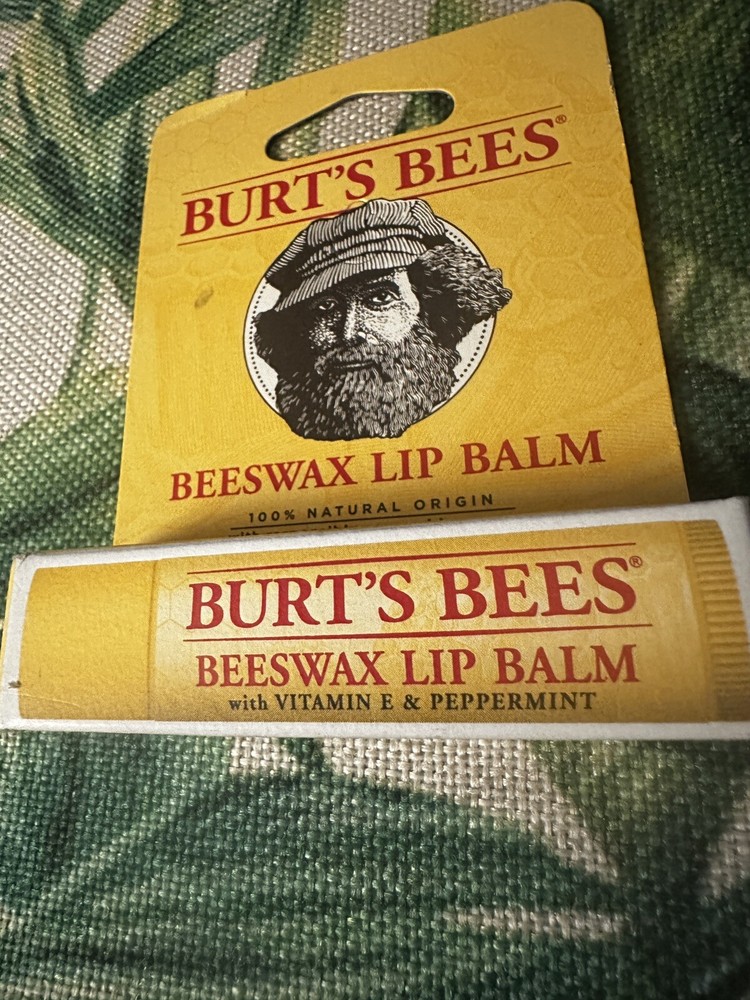 BURT'S BEES®
BEESWAX LIP BALM
100% NATURAL ORIGIN
BURT'S BEES®
BEESWAX LIP BALM
with VITAMIN E & PEPPERMINT